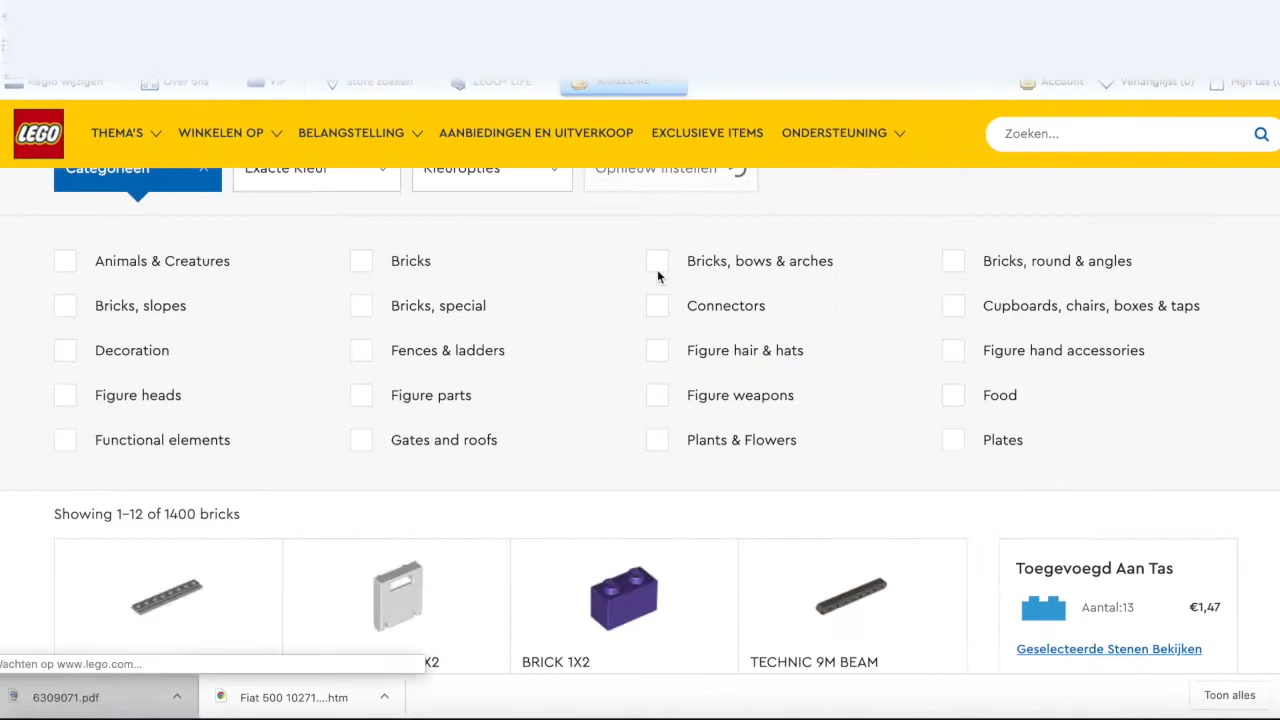 Regio wijzigen Over ons VIP Store zoeken LEGO® LIFE KIDSZONE Account Verlanglijst (0) Mijn tas (
LEGO THEMA'S WINKELEN OP BELANGSTELLING AANBIEDINGEN EN UITVERKOOP EXCLUSIEVE ITEMS ONDERSTEUNING Zoeken...
Categorieën Exacte Kleur Kleuropties Opnieuw Instellen
Animals & Creatures Bricks Bricks, bows & arches Bricks, round & angles
Bricks, slopes Bricks, special Connectors Cupboards, chairs, boxes & taps
Decoration Fences & ladders Figure hair & hats Figure hand accessories
Figure heads Figure parts Figure weapons Food
Functional elements Gates and roofs Plants & Flowers Plates
Showing 1-12 of 1400 bricks
Toegevoegd Aan Tas
Aantal:13 €1,47
Geselecteerde Stenen Bekijken
X2 BRICK 1X2 TECHNIC 9M BEAM
Wachten op www.lego.com...
6309071.pdf Fiat 500 10271....htm Toon alles